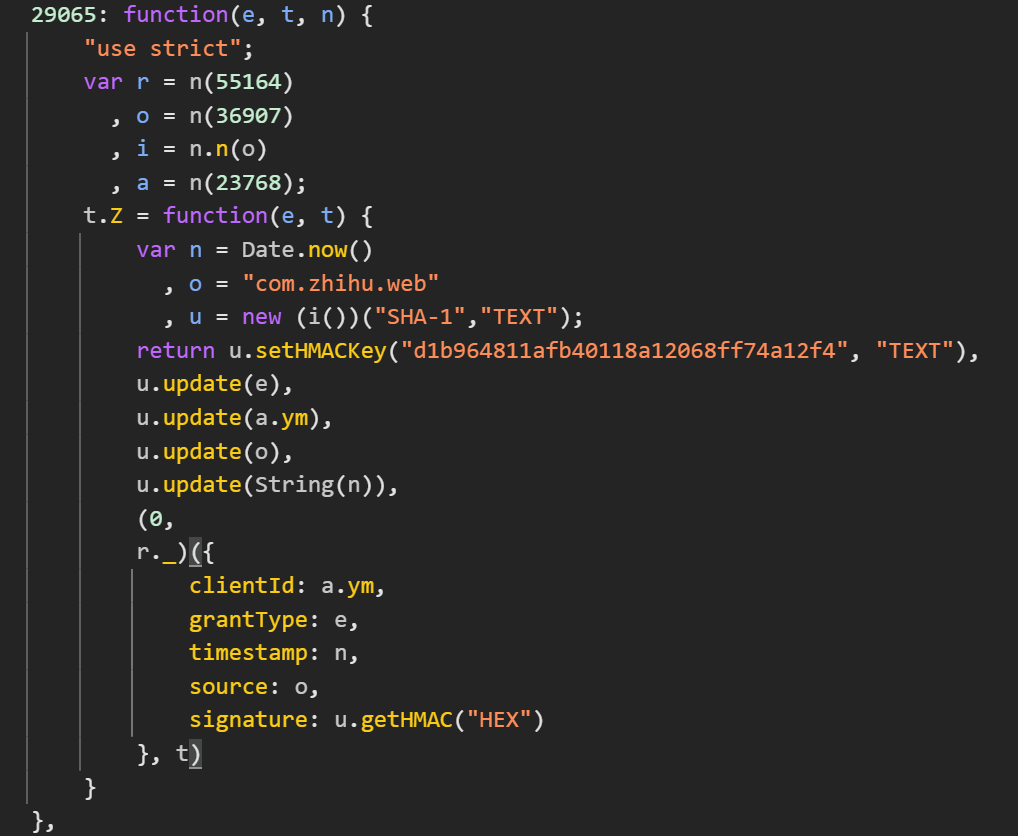 29065: function(e, t, n) {
    "use strict";
    var r = n(55164)
      , o = n(36907)
      , i = n.n(o)
      , a = n(23768);
    t.Z = function(e, t) {
        var n = Date.now()
          , o = "com.zhihu.web"
          , u = new (i())("SHA-1","TEXT");
        return u.setHMACKey("d1b964811afb40118a12068ff74a12f4", "TEXT"),
        u.update(e),
        u.update(a.ym),
        u.update(o),
        u.update(String(n)),
        (0,
        r._)({
            clientId: a.ym,
            grantType: e,
            timestamp: n,
            source: o,
            signature: u.getHMAC("HEX")
        }, t)
    }
},